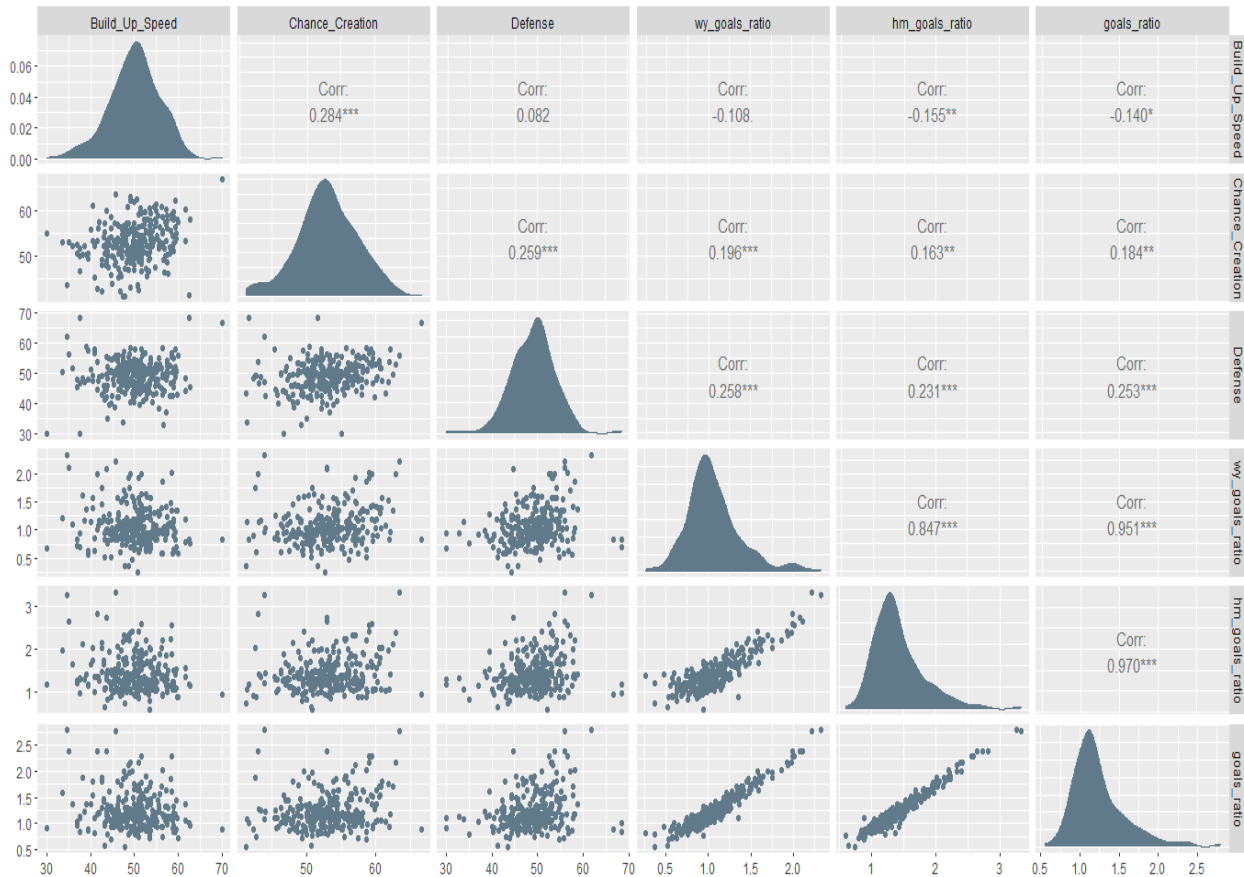 Build_Up_Speed
Chance_Creation
Defense
wy_goals_ratio
hm_goals_ratio
goals_ratio
0.06
0.04
0.02
0.00
Corr:
0.284***
Corr:
0.082
Corr:
-0.108.
Corr:
-0.155**
Corr:
-0.140*
Build_Up_Speed
60
50
Corr:
0.259***
Corr:
0.196***
Corr:
0.163**
Corr:
0.184**
Chance_Creation
70
60
50
40
30
Corr:
0.258***
Corr:
0.231***
Corr:
0.253***
Defense
2.0
1.5
1.0
0.5
Corr:
0.847***
Corr:
0.951***
wy_goals_ratio
3
2
1
Corr:
0.970***
hm_goals_ratio
2.5
2.0
1.5
1.0
0.5
goals_ratio
30 40 50 60 70
50 60
30 40 50 60 70
0.5 1.0 1.5 2.0
1 2 3
0.5 1.0 1.5 2.0 2.5